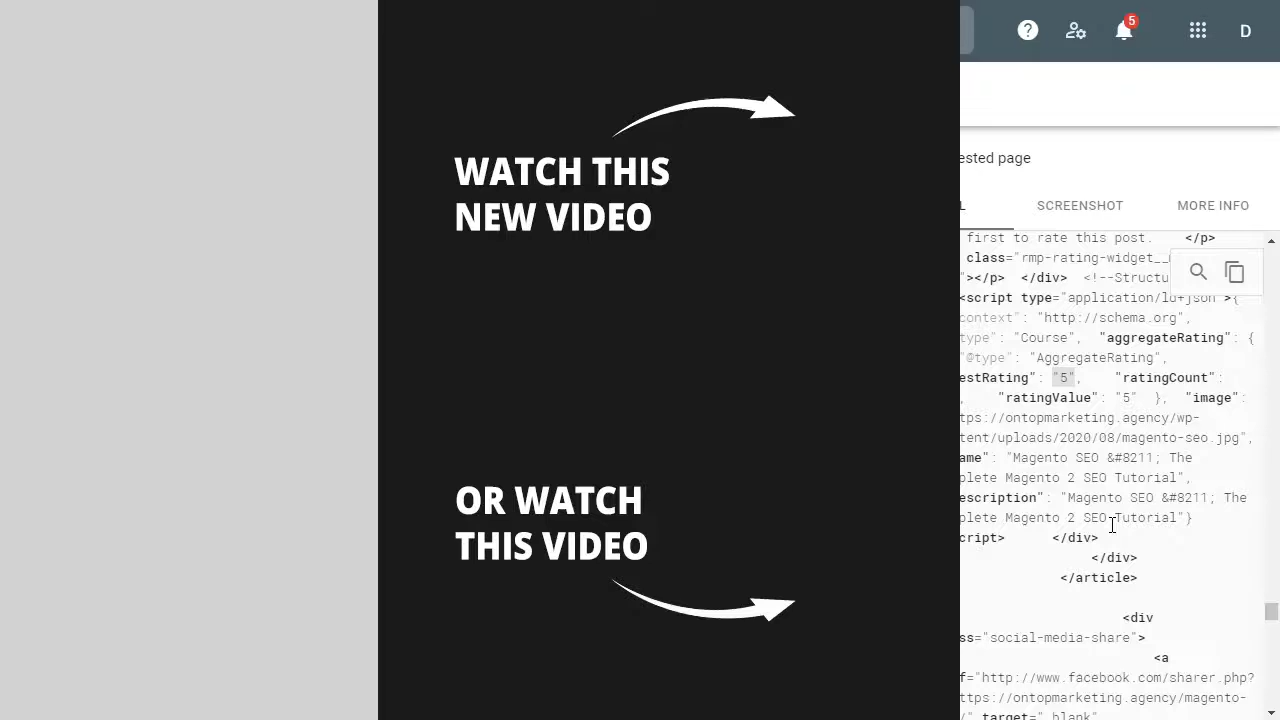 WATCH THIS
NEW VIDEO
OR WATCH
THIS VIDEO
5
D
ested page
L
SCREENSHOT
MORE INFO
first to rate this post. </p>
class="rmp-rating-widget__
"></p> </div> <!--Structu
<script type="application/ld+json">{
context": "http://schema.org",
type": "Course", "aggregateRating": {
"@type": "AggregateRating",
estRating": "5", "ratingCount":
, "ratingValue": "5" }, "image":
tps://ontopmarketing.agency/wp-
tent/uploads/2020/08/magento-seo.jpg",
ame": "Magento SEO &#8211; The
plete Magento 2 SEO Tutorial",
escription": "Magento SEO &#8211; The
plete Magento 2 SEO Tutorial"}
cript> </div>
</div>
</article>
<div
ss="social-media-share">
<a
f="http://www.facebook.com/sharer.php?
ttps://ontopmarketing.agency/magento-
/" target="_blank"